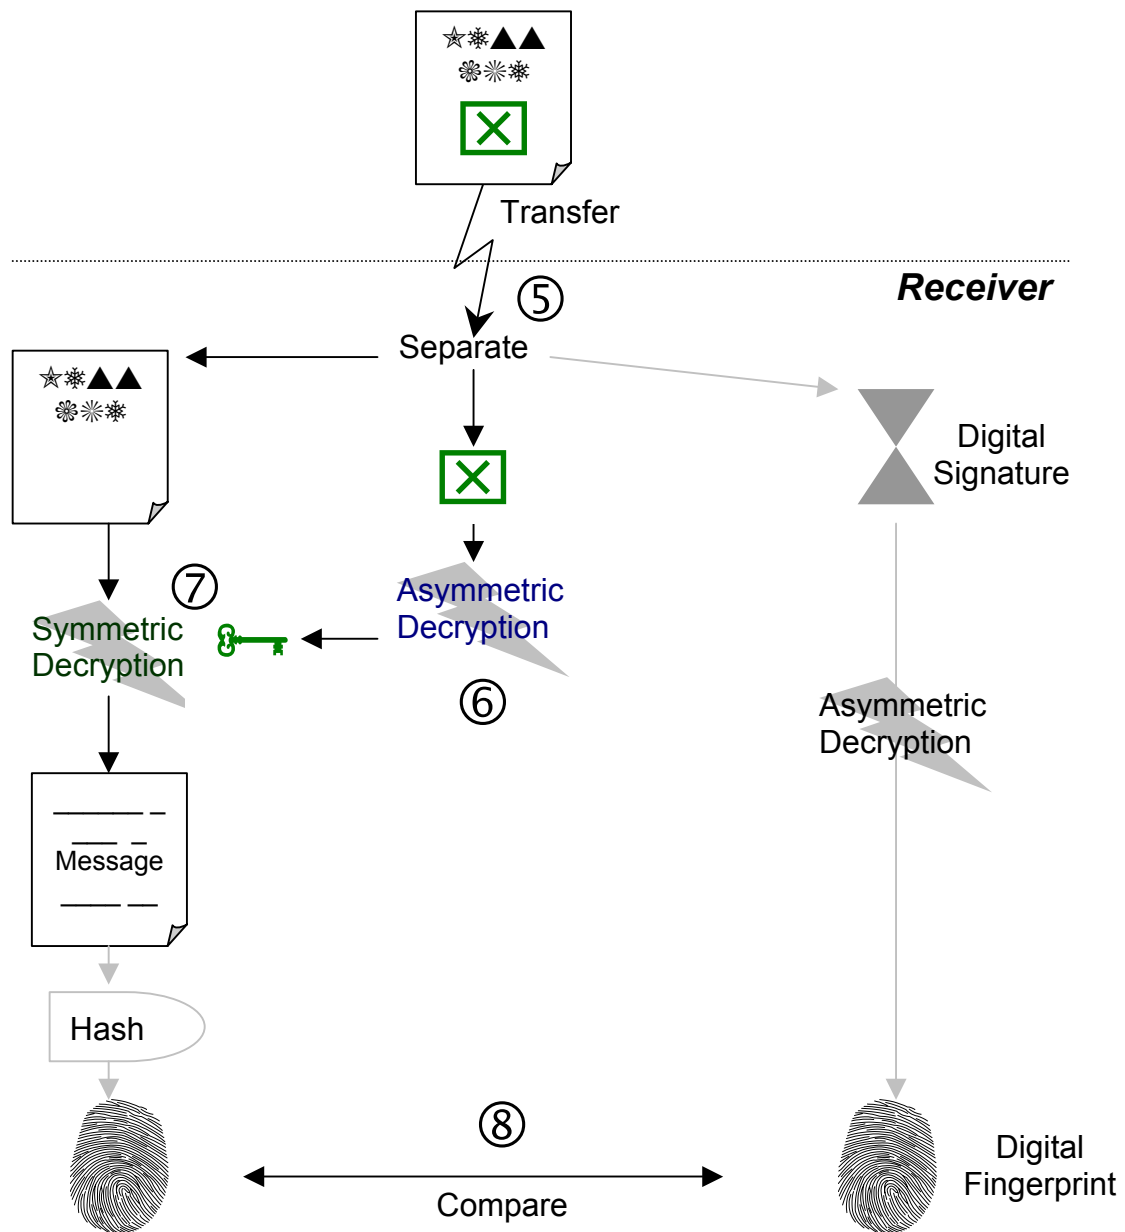 ✭❄▲▲
❁☀❄
Transfer
⑤
Receiver
Separate
✭❄▲▲
❁☀❄
Digital
Signature
⑦
Asymmetric
Decryption
Symmetric
Decryption
⑥
Asymmetric
Decryption
Message
Hash
⑧
Compare
Digital
Fingerprint